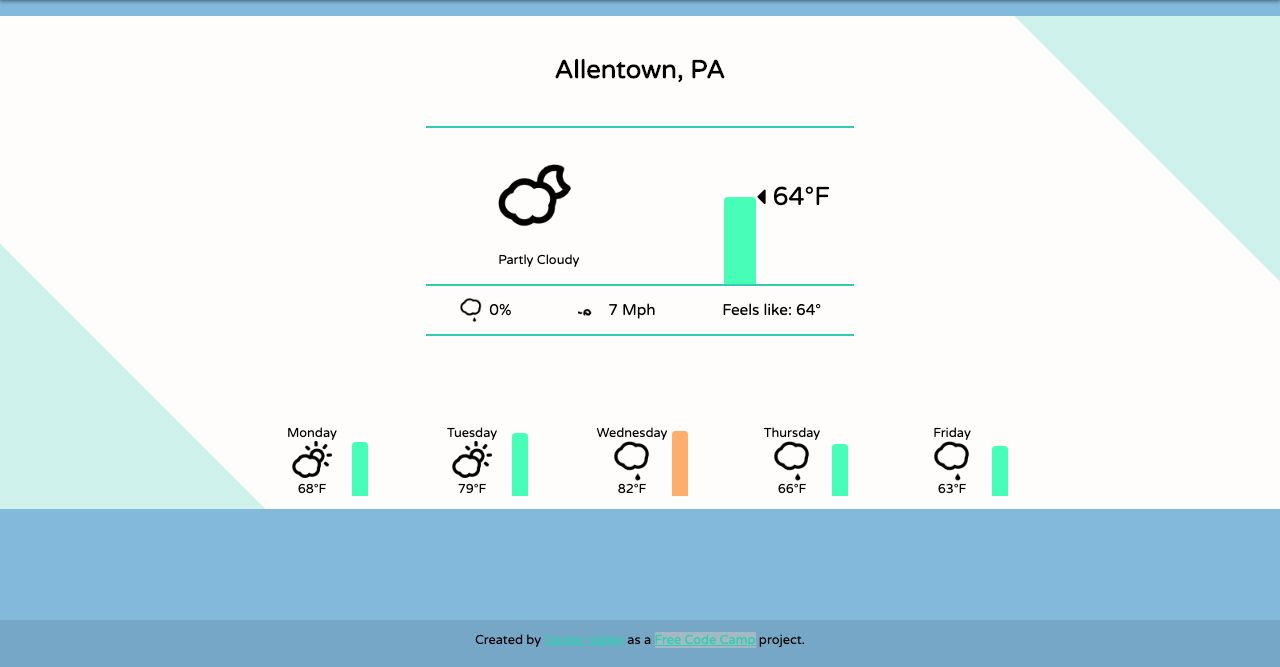 Allentown, PA
64°F
Partly Cloudy
0% 7 Mph Feels like: 64°
Monday Tuesday Wednesday Thursday Friday
68°F 79°F 82°F 66°F 63°F
Created by as a Free Code Camp project.